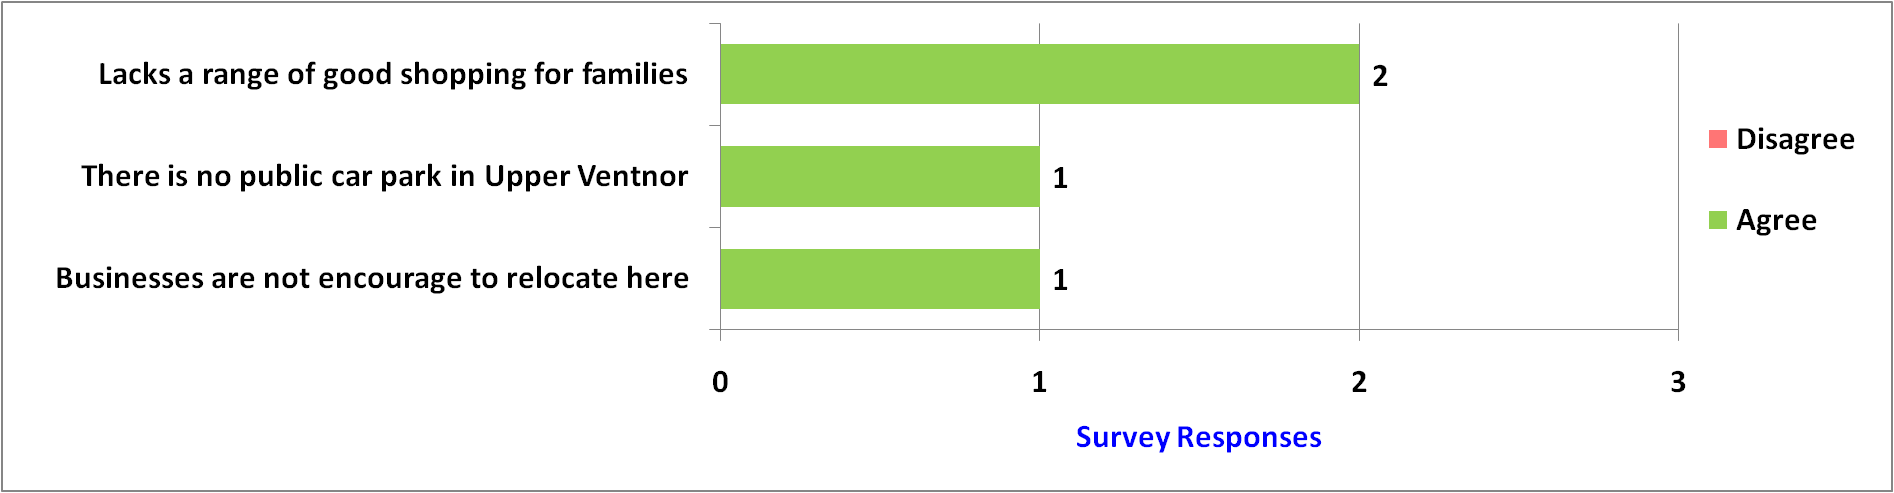 Lacks a range of good shopping for families
2
Disagree
There is no public car park in Upper Ventnor
1
Agree
Businesses are not encourage to relocate here
1
0 1 2 3
Survey Responses